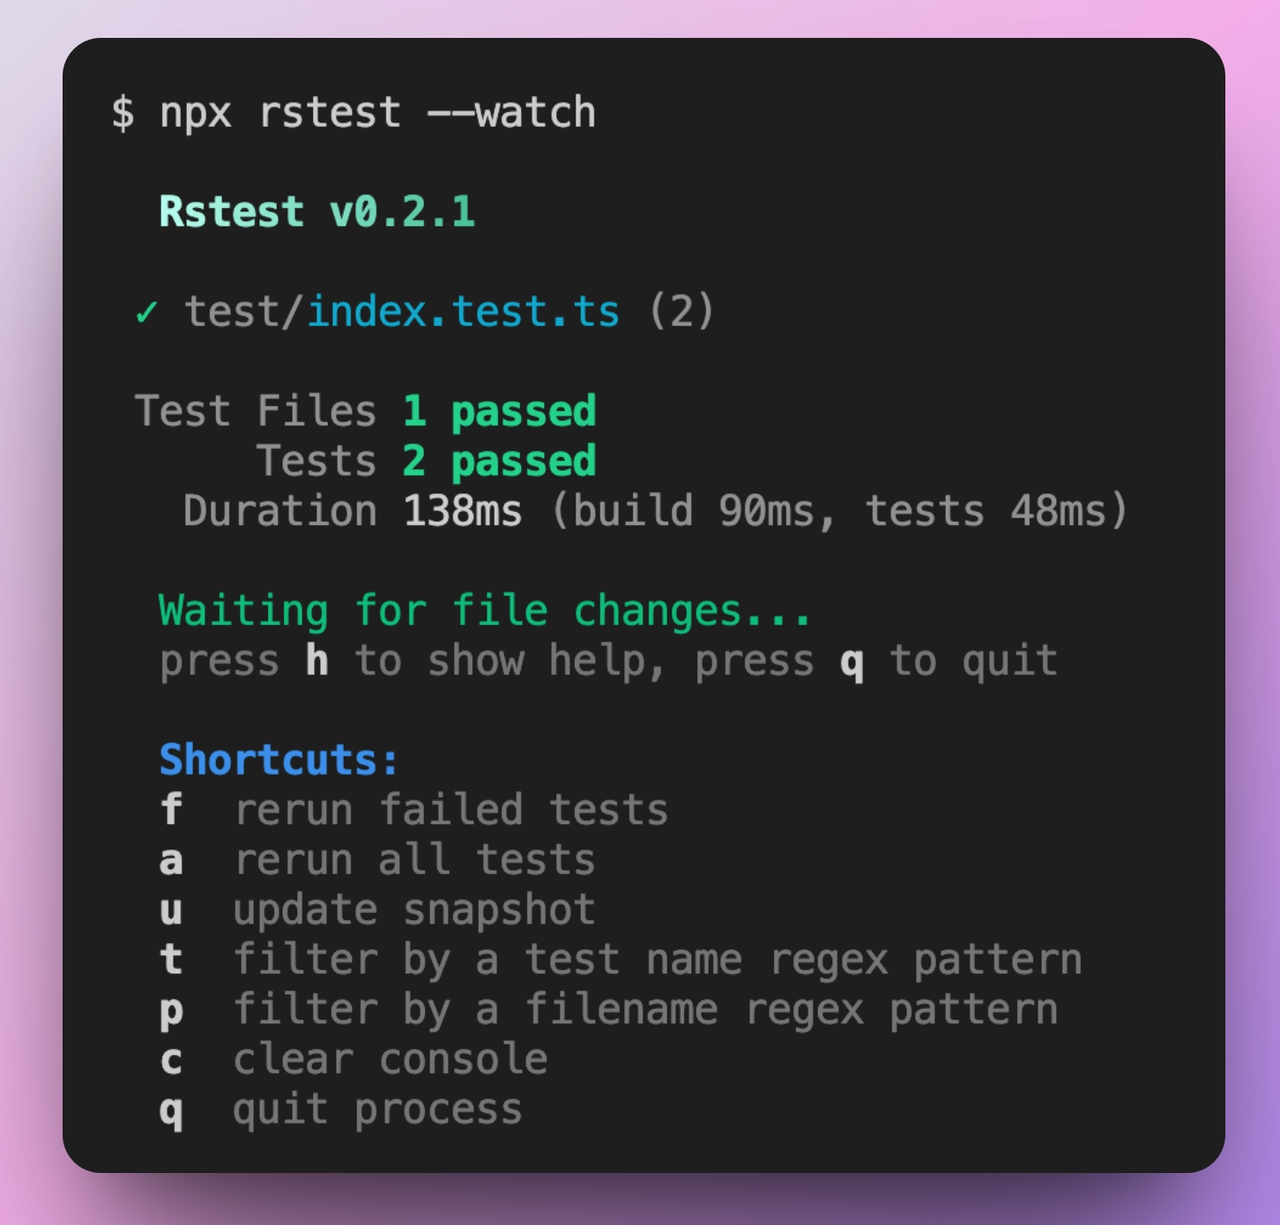 $ npx rstest --watch
Rstest v0.2.1
✓ test/index.test.ts (2)
Test Files 1 passed
Tests 2 passed
Duration 138ms (build 90ms, tests 48ms)
Waiting for file changes...
press h to show help, press q to quit
Shortcuts:
f rerun failed tests
a rerun all tests
u update snapshot
t filter by a test name regex pattern
p filter by a filename regex pattern
c clear console
q quit process